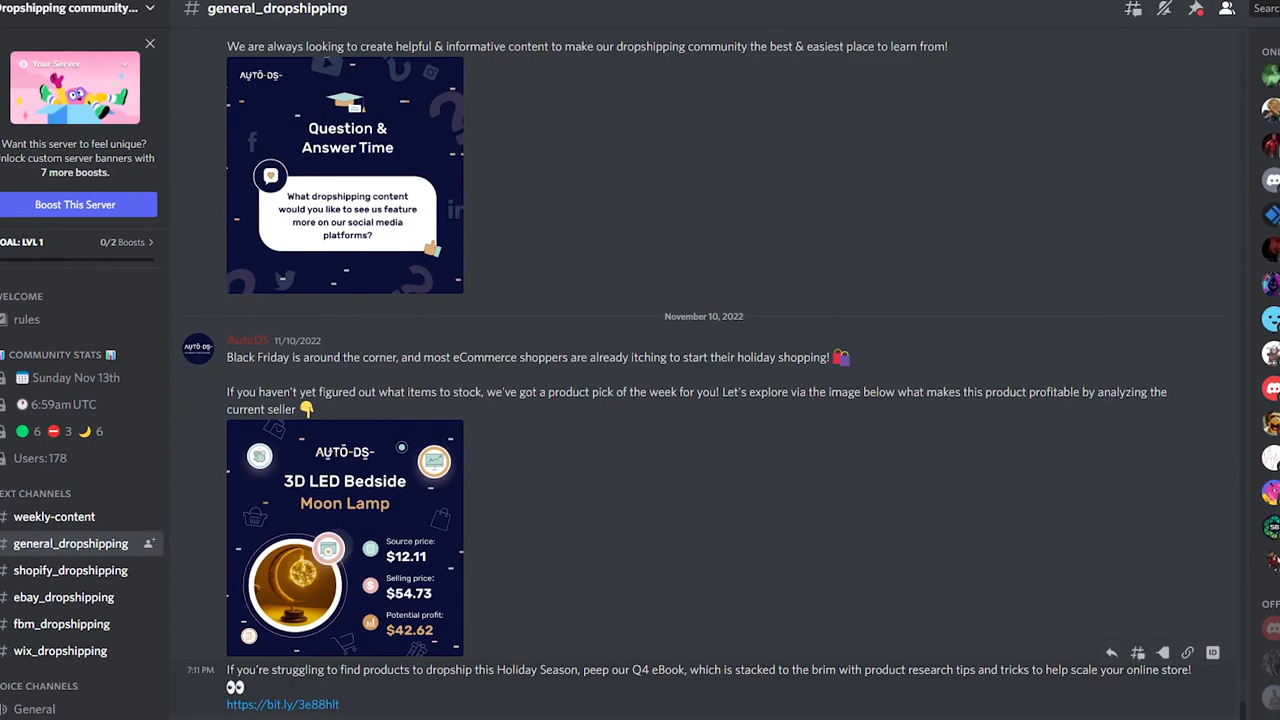 Dropshipping community...
general_dropshipping
Searc
Your Server
Want this server to feel unique?
Unlock custom server banners with
7 more boosts.
Boost This Server
OAL: LVL 1 0/2 Boosts
ELCOME
rules
COMMUNITY STATS
Sunday Nov 13th
6:59am UTC
6 3 6
Users: 178
EXT CHANNELS
weekly-content
general_dropshipping
shopify_dropshipping
ebay_dropshipping
fbm_dropshipping
wix_dropshipping
OICE CHANNELS
General
We are always looking to create helpful & informative content to make our dropshipping community the best & easiest place to learn from!
AUTO-DS-
Question &
Answer Time
What dropshipping content
would you like to see us feature
more on our social media
platforms?
November 10, 2022
AutoDS 11/10/2022
Black Friday is around the corner, and most eCommerce shoppers are already itching to start their holiday shopping! 🛍️
If you haven't yet figured out what items to stock, we've got a product pick of the week for you! Let's explore via the image below what makes this product profitable by analyzing the
current seller 👇
AUTO-DS-
3D LED Bedside
Moon Lamp
Source price:
$12.11
Selling price:
$54.73
Potential profit:
$42.62
7:11 PM If you're struggling to find products to dropship this Holiday Season, peep our Q4 eBook, which is stacked to the brim with product research tips and tricks to help scale your online store!
👀
https://bit.ly/3e88hlt
ID
ONL
OFF